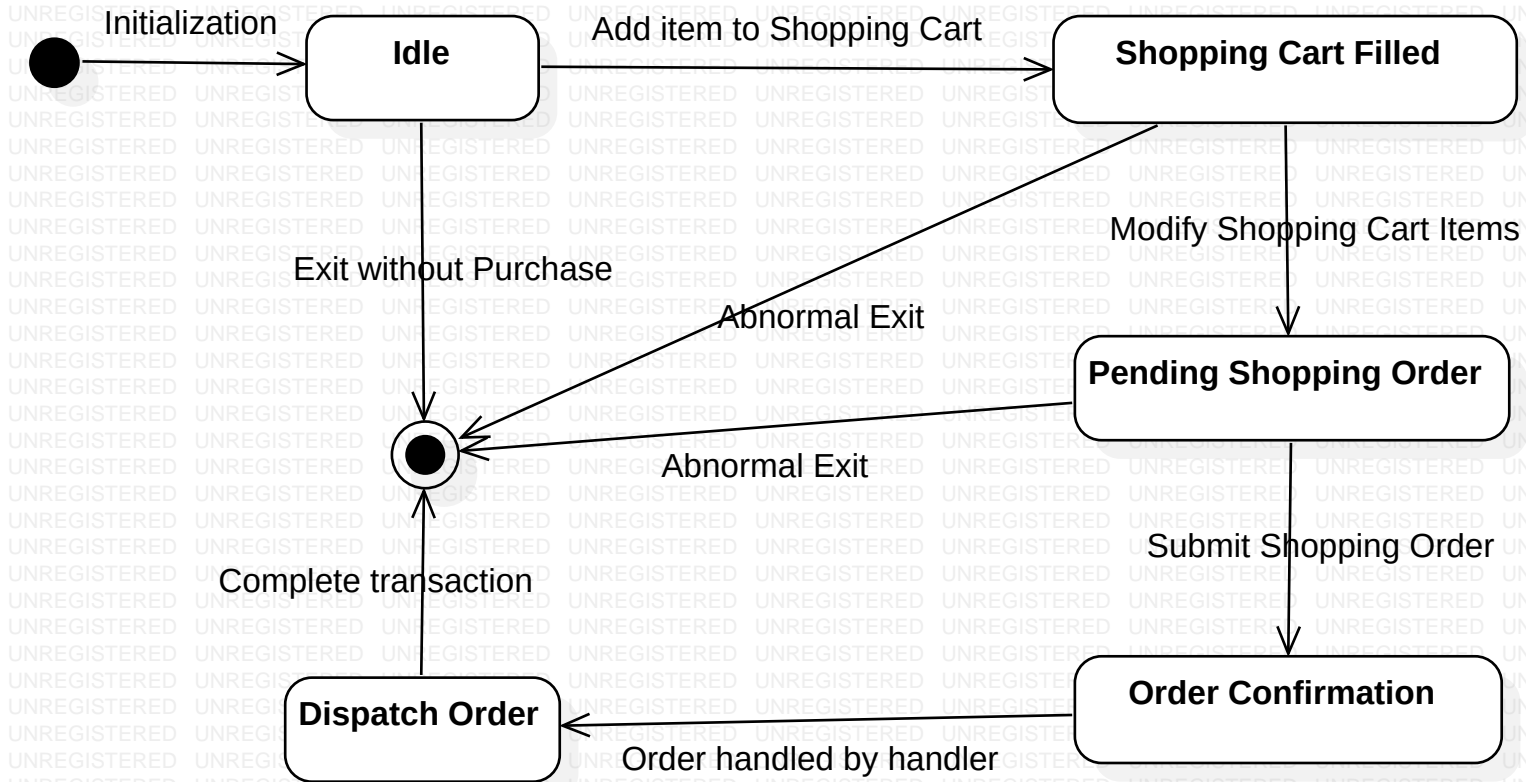 Initialization
Idle
Add item to Shopping Cart
Shopping Cart Filled
Modify Shopping Cart Items
Exit without Purchase
Abnormal Exit
Pending Shopping Order
Abnormal Exit
Submit Shopping Order
Complete transaction
Order Confirmation
Dispatch Order
Order handled by handler
UNREGISTERED